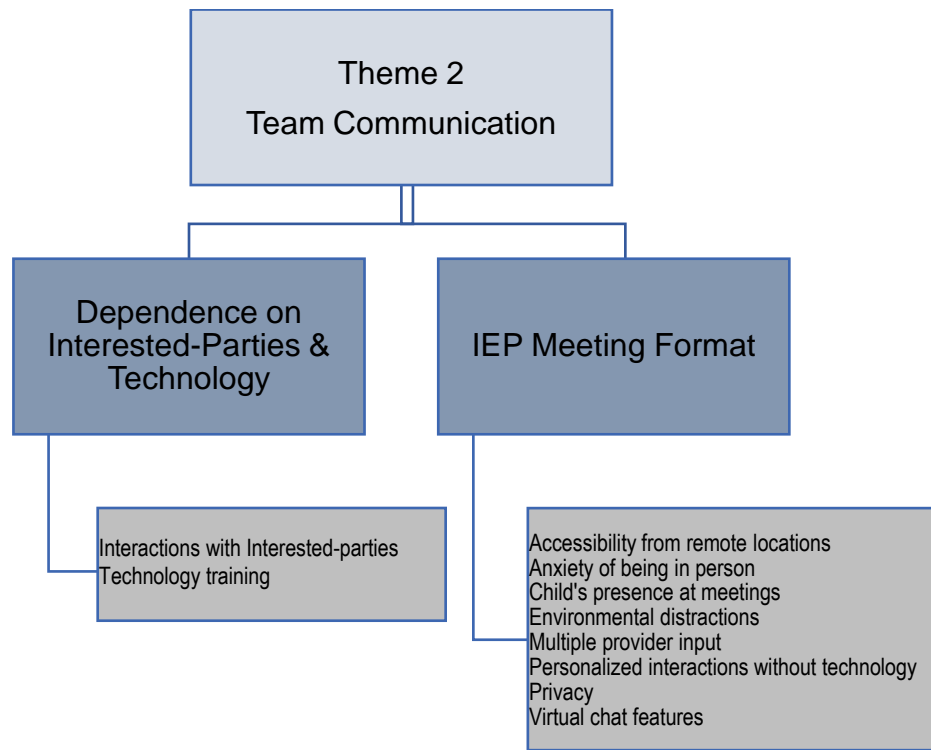 Theme 2
Team Communication
Dependence on
Interested-Parties &
Technology
IEP Meeting Format
Interactions with Interested-parties
Technology training
Accessibility from remote locations
Anxiety of being in person
Child's presence at meetings
Environmental distractions
Multiple provider input
Personalized interactions without technology
Privacy
Virtual chat features